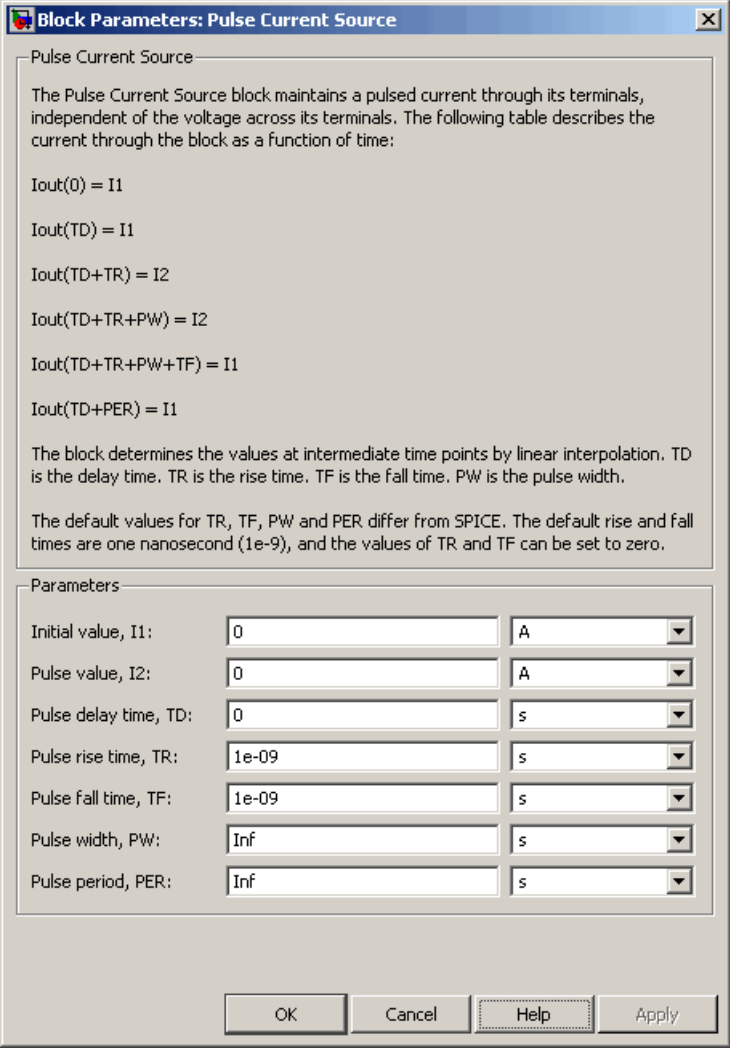 Block Parameters: Pulse Current Source
Pulse Current Source
The Pulse Current Source block maintains a pulsed current through its terminals,
independent of the voltage across its terminals. The following table describes the
current through the block as a function of time:
Iout(0) = I1
Iout(TD) = I1
Iout(TD+TR) = I2
Iout(TD+TR+PW) = I2
Iout(TD+TR+PW+TF) = I1
Iout(TD+PER) = I1
The block determines the values at intermediate time points by linear interpolation. TD
is the delay time. TR is the rise time. TF is the fall time. PW is the pulse width.
The default values for TR, TF, PW and PER differ from SPICE. The default rise and fall
times are one nanosecond (1e-9), and the values of TR and TF can be set to zero.
Parameters
Initial value, I1: 0 A
Pulse value, I2: 0 A
Pulse delay time, TD: 0 s
Pulse rise time, TR: 1e-09 s
Pulse fall time, TF: 1e-09 s
Pulse width, PW: Inf s
Pulse period, PER: Inf s
OK Cancel Help Apply